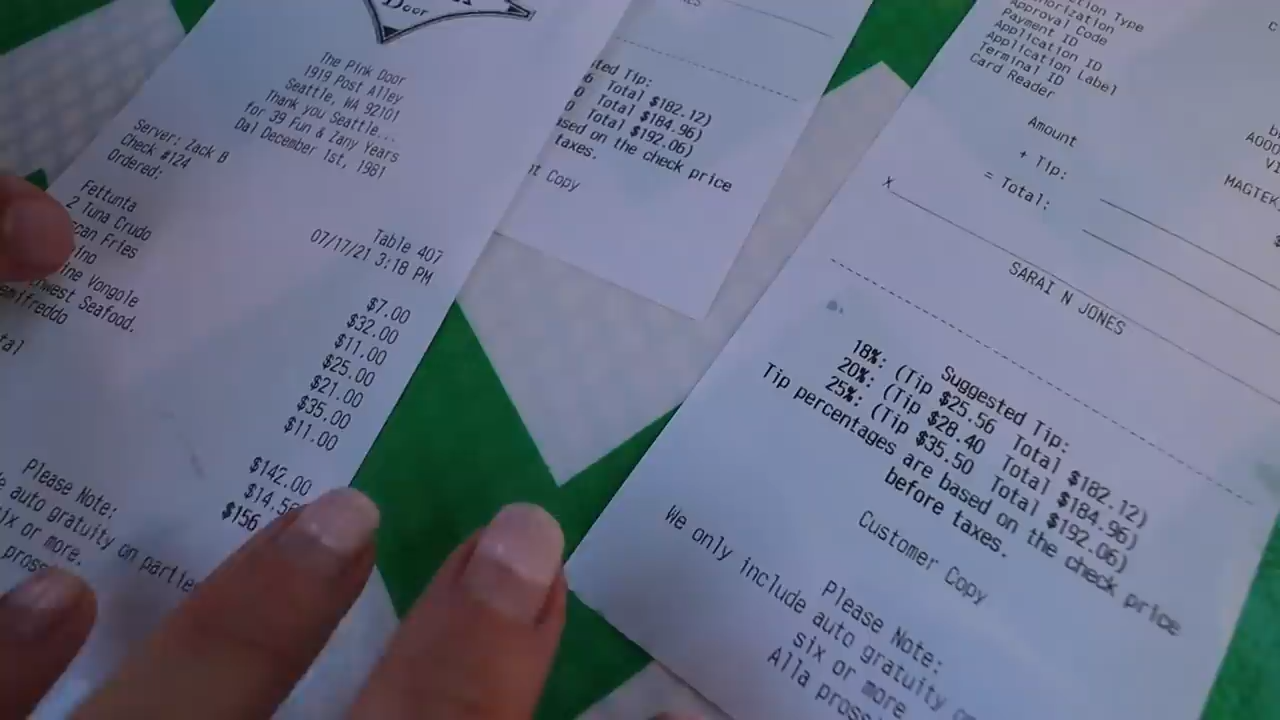 Door
The Pink Door
1919 Post Alley
Seattle, WA 92101
Thank you Seattle...
for 39 Fun & Zany Years
Dal December 1st, 1981
Server: Zack B
Check #124
Ordered:
Table 407
07/17/21 3:18 PM
Fettunta $7.00
2 Tuna Crudo $32.00
Fries $11.00
$25.00
Vongole $21.00
Seafood. $35.00
$11.00
$142.00
$156
Please Note:
auto gratuity on
six or more.
Tip:
Total $182.12)
Total $184.96)
Total $192.06)
on the check price
taxes.
Copy
Type
Approval Code
Payment ID
Application ID
Application Label
Terminal ID
Card Reader
Amount
+ Tip:
= Total:
X
SARAI N JONES
Suggested Tip:
18%: (Tip $25.56 Total $182.12)
20%: (Tip $28.40 Total $184.96)
25%: (Tip $35.50 Total $192.06)
Tip percentages are based on the check price
before taxes.
Customer Copy
Please Note:
We only include auto gratuity
six or more
Alla